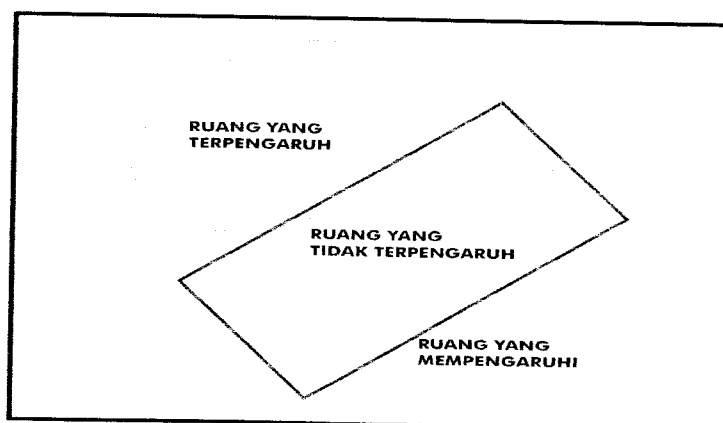 RUANG YANG
TERPENGARUH
RUANG YANG
TIDAK TERPENGARUH
RUANG YANG
MEMPENGARUHI